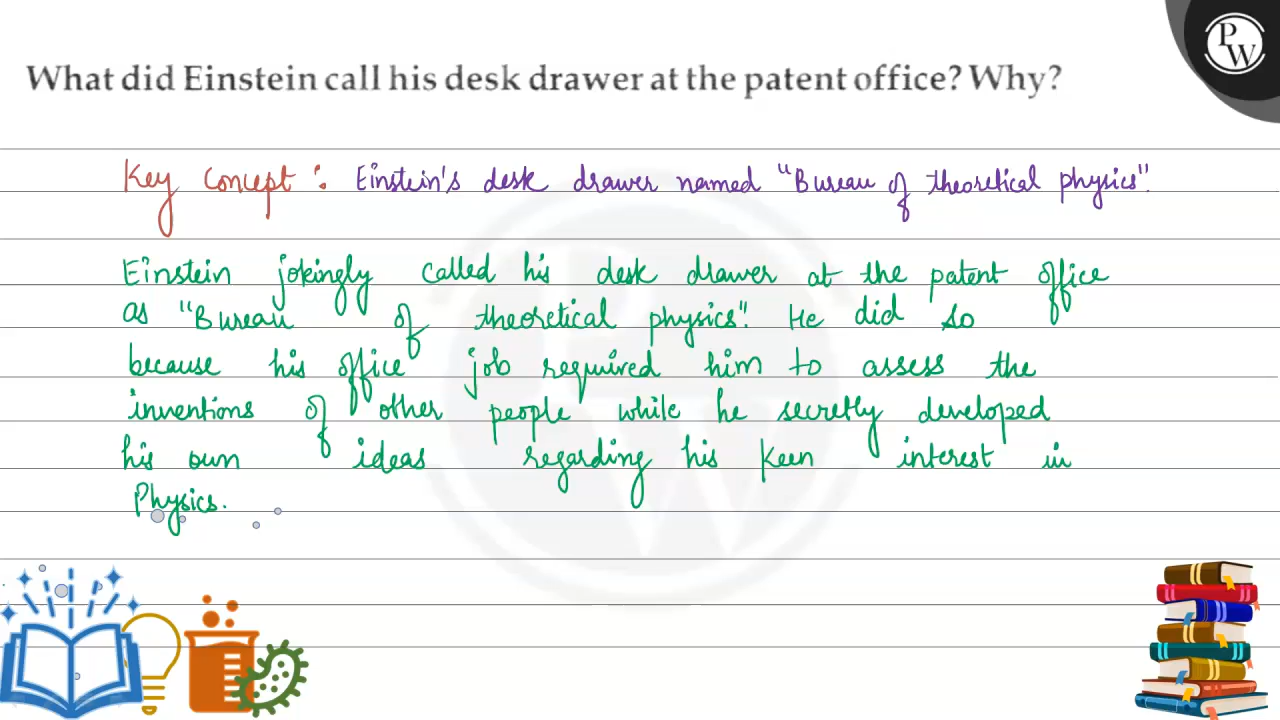 PW
What did Einstein call his desk drawer at the patent office? Why?
Key Concept : Einstein's desk drawer named "Bureau of theoretical physics".
Einstein jokingly called his desk drawer at the patent office
as "Bureau of theoretical physics". He did so
because his office job required him to assess the
inventions of other people while he secretly developed
his own ideas regarding his keen interest in
Physics.